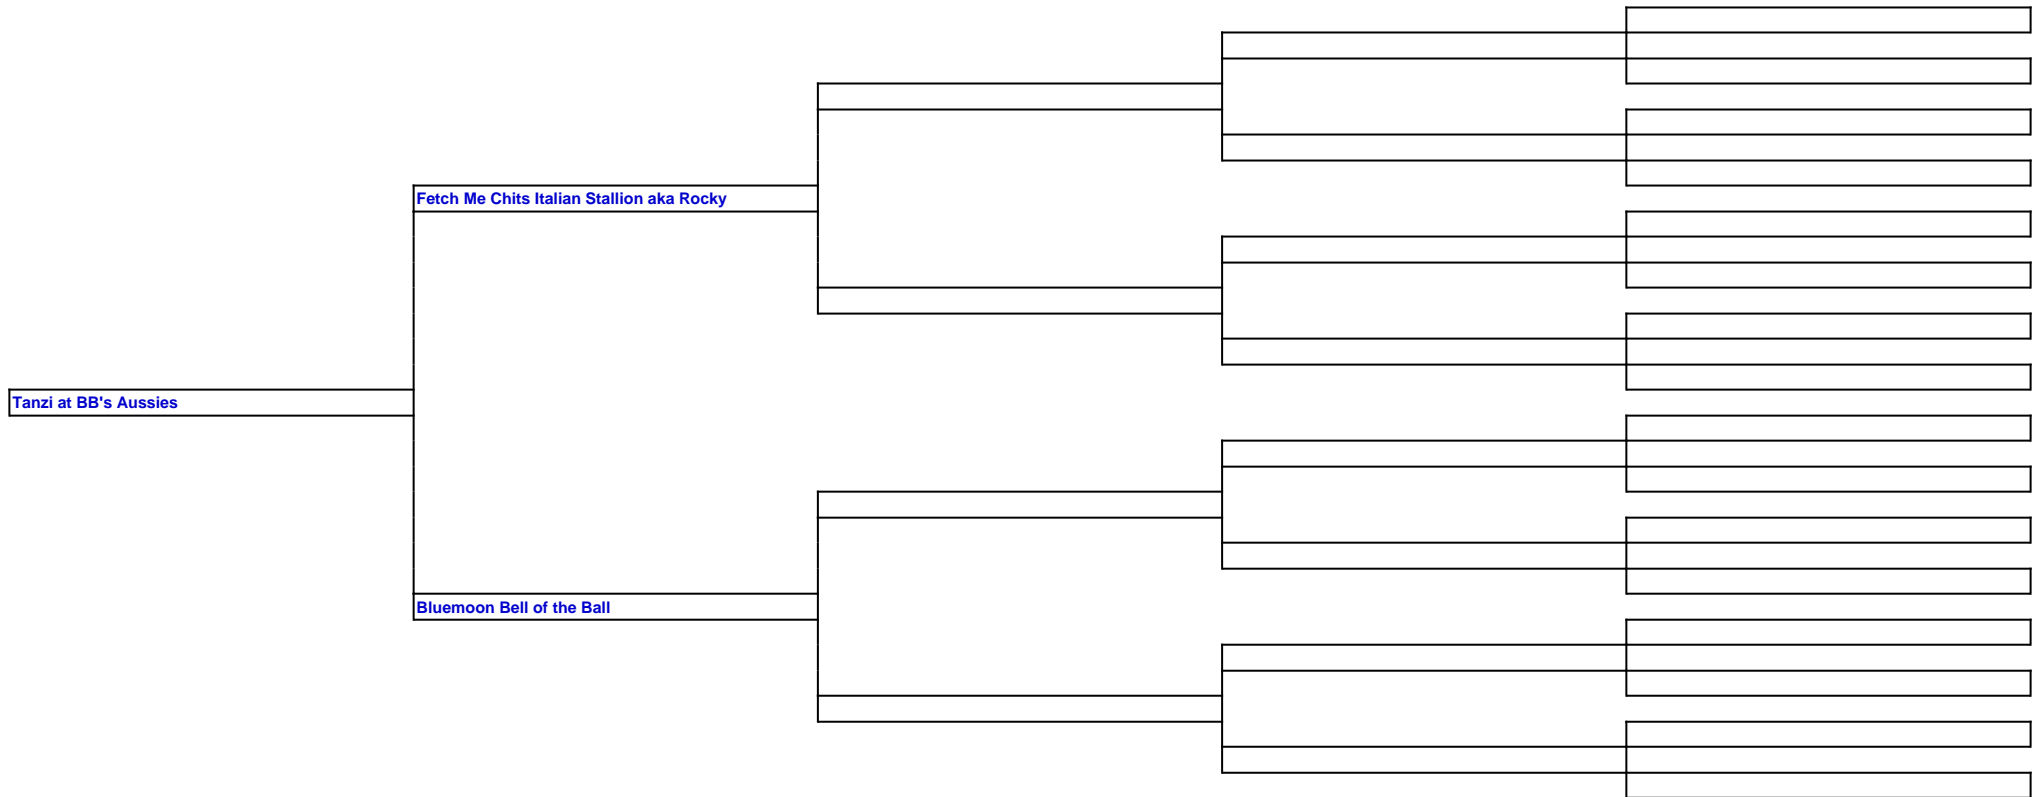 Fetch Me Chits Italian Stallion aka Rocky
Tanzi at BB's Aussies
Bluemoon Bell of the Ball